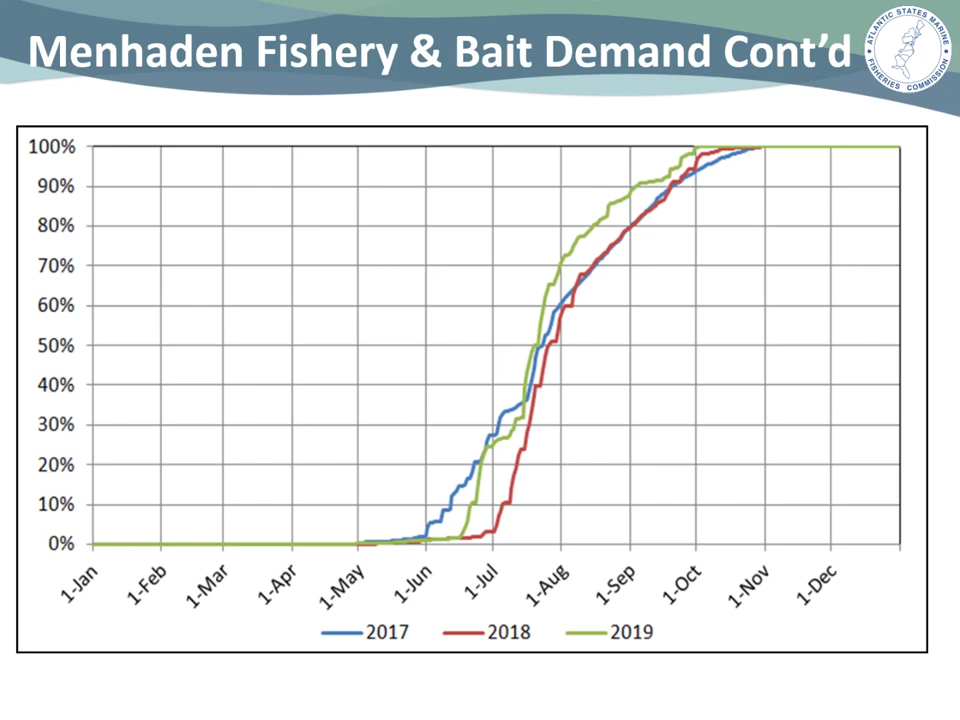 Menhaden Fishery & Bait Demand Cont’d
ATLANTIC STATES MARINE
FISHERIES COMMISSION
100%
90%
80%
70%
60%
50%
40%
30%
20%
10%
0%
1-Jan
1-Feb
1-Mar
1-Apr
1-May
1-Jun
1-Jul
1-Aug
1-Sep
1-Oct
1-Nov
1-Dec
2017
2018
2019